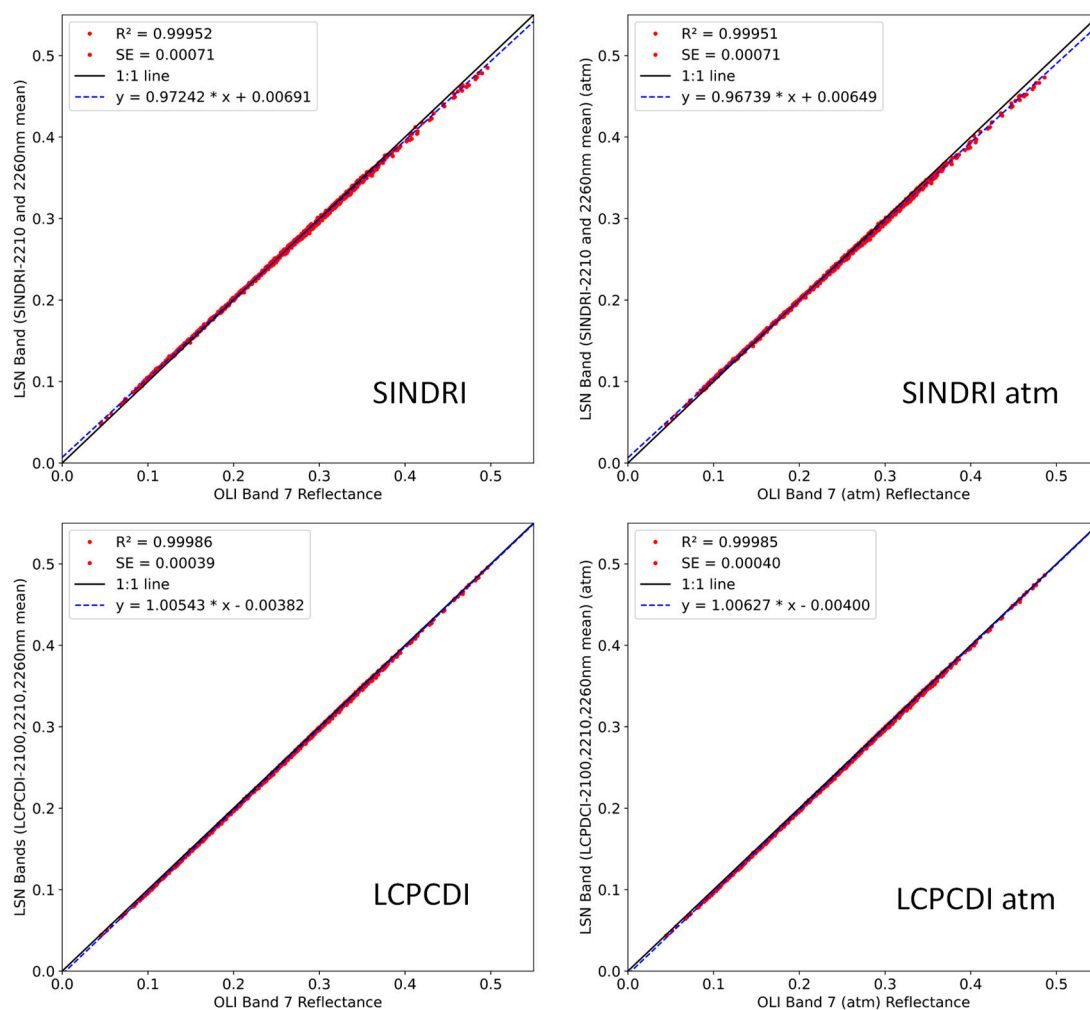 R² = 0.99952
SE = 0.00071
1:1 line
y = 0.97242 * x + 0.00691
LSN Band (SINDRI-2210 and 2260nm mean)
0.5
0.4
0.3
0.2
0.1
0.0
0.0 0.1 0.2 0.3 0.4 0.5
OLI Band 7 Reflectance
SINDRI
R² = 0.99951
SE = 0.00071
1:1 line
y = 0.96739 * x + 0.00649
LSN Band (SINDRI-2210 and 2260nm mean) (atm)
0.5
0.4
0.3
0.2
0.1
0.0
0.0 0.1 0.2 0.3 0.4 0.5
OLI Band 7 (atm) Reflectance
SINDRI atm
R² = 0.99986
SE = 0.00039
1:1 line
y = 1.00543 * x - 0.00382
LSN Bands (LCPCDI-2100,2210,2260nm mean)
0.5
0.4
0.3
0.2
0.1
0.0
0.0 0.1 0.2 0.3 0.4 0.5
OLI Band 7 Reflectance
LCPCDI
R² = 0.99985
SE = 0.00040
1:1 line
y = 1.00627 * x - 0.00400
LSN Band (LCPDCI-2100,2210,2260nm mean) (atm)
0.5
0.4
0.3
0.2
0.1
0.0
0.0 0.1 0.2 0.3 0.4 0.5
OLI Band 7 (atm) Reflectance
LCPCDI atm